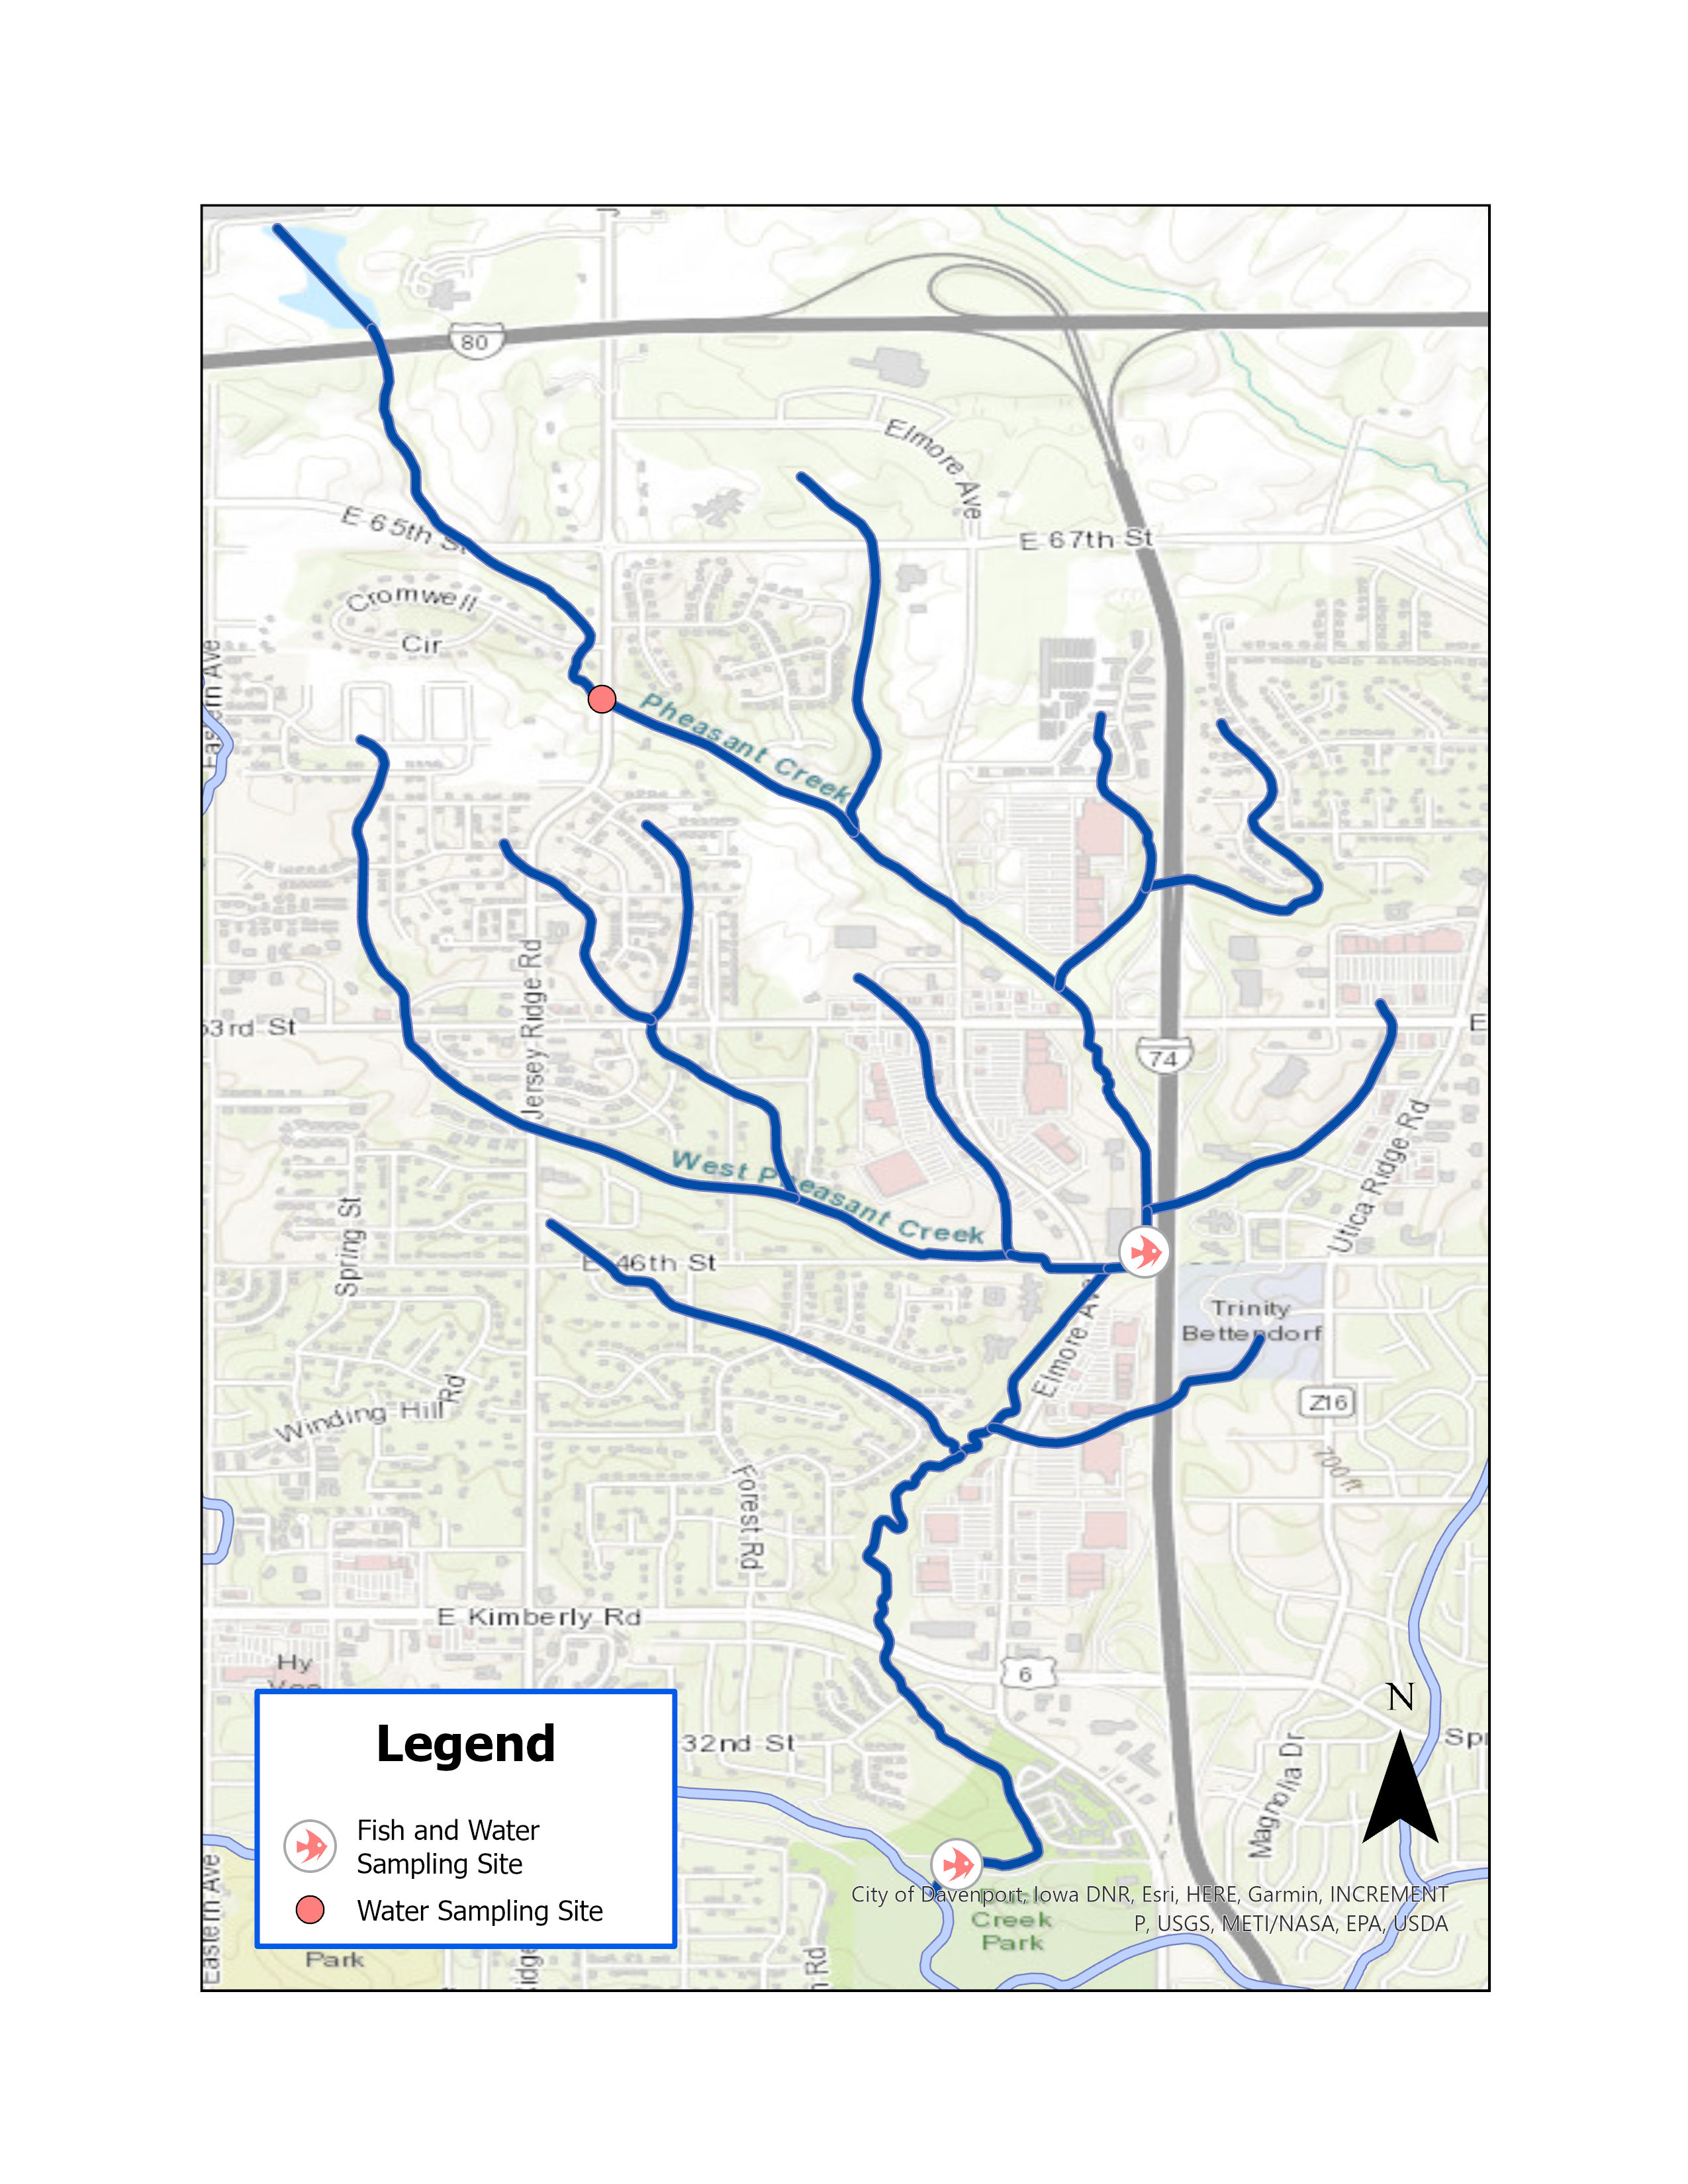 80
Elmore Ave
E 65th St
E 67th St
Cromwell
Cir
Eastern Ave
Pheasant Creek
Jersey Ridge Rd
53rd St
E
74
Utica Ridge Rd
West Pheasant Creek
Spring St
E 46th St
Trinity
Bettendorf
Elmore Ave
Z16
Winding Hill Rd
700ft
Forest Rd
E Kimberly Rd
Hy
Vee
6
N
Legend
32nd St
Spr
Magnolia Dr
Fish and Water
Sampling Site
Water Sampling Site
Eastern Ave
City of Davenport, Iowa DNR, Esri, HERE, Garmin, INCREMENT
P, USGS, METI/NASA, EPA, USDA
Duck
Creek
Park
Park
Ridge
Rd